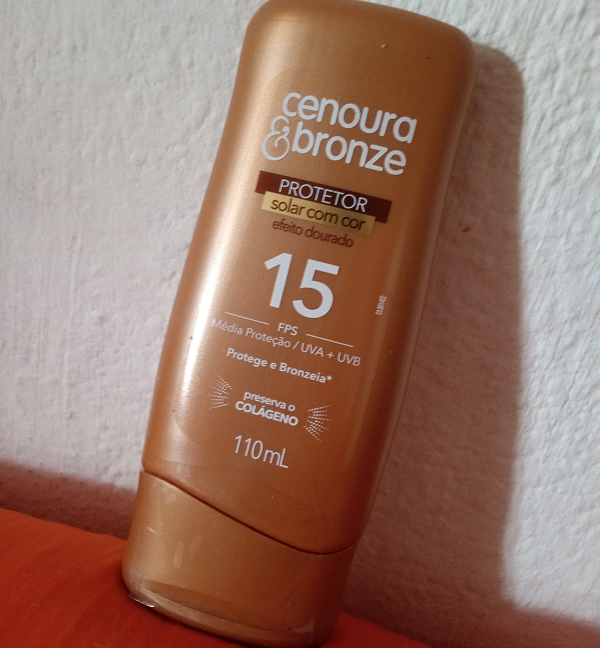 cenoura
&bronze
PROTETOR
solar com cor
efeito dourado
15
FPS
Média Proteção / UVA + UVB
Protege e Bronzeia*
preserva o
COLÁGENO
110mL